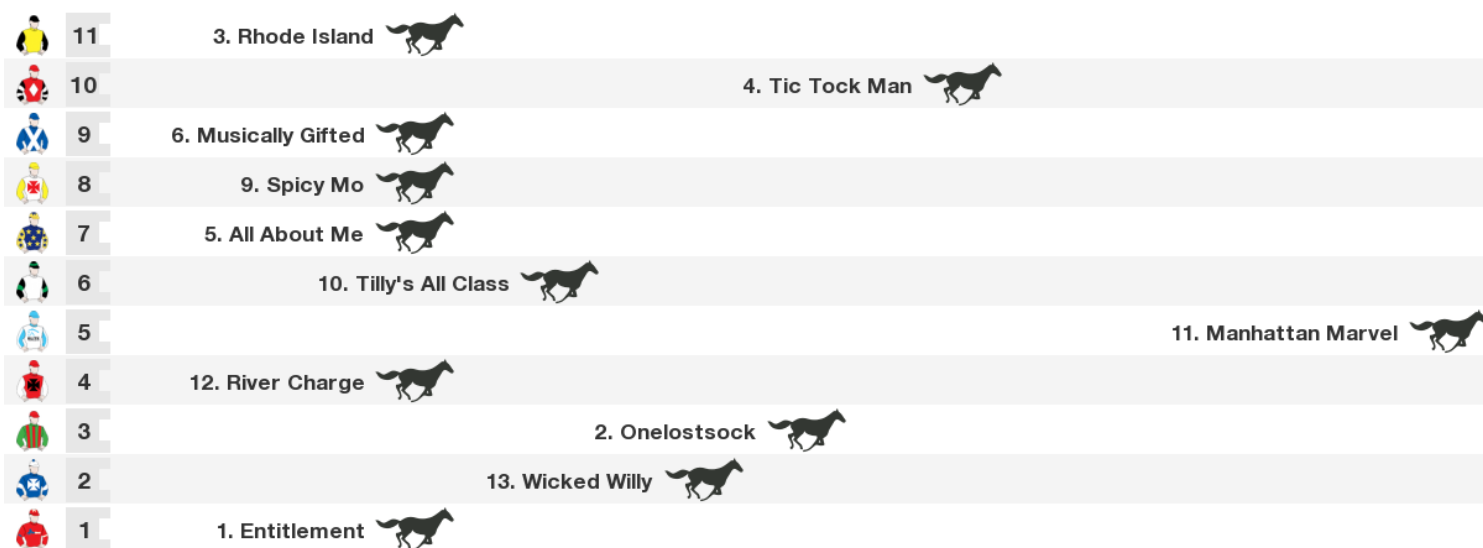 11 3. Rhode Island
10 4. Tic Tock Man
9 6. Musically Gifted
8 9. Spicy Mo
7 5. All About Me
6 10. Tilly's All Class
5 11. Manhattan Marvel
4 12. River Charge
3 2. Onelostsock
2 13. Wicked Willy
1 1. Entitlement